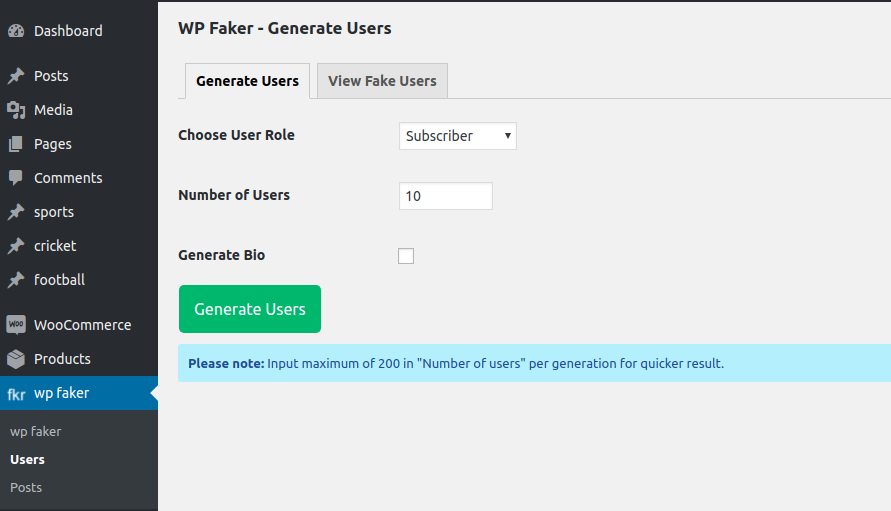 Dashboard
Posts
Media
Pages
Comments
sports
cricket
football
Woo WooCommerce
Products
fkr wp faker
wp faker
Users
Posts
WP Faker - Generate Users
Generate Users View Fake Users
Choose User Role Subscriber
Number of Users 10
Generate Bio
Generate Users
Please note: Input maximum of 200 in "Number of users" per generation for quicker result.